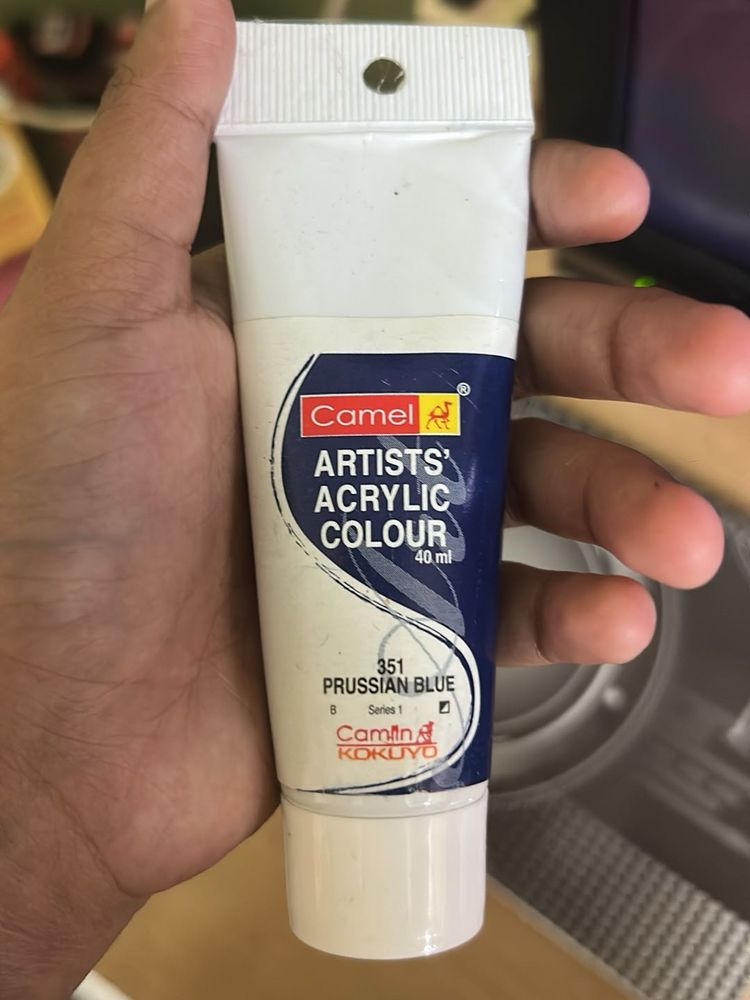 Camel ®
ARTISTS'
ACRYLIC
COLOUR
40 ml
351
PRUSSIAN BLUE
B Series 1
Camlin
KOKUYO